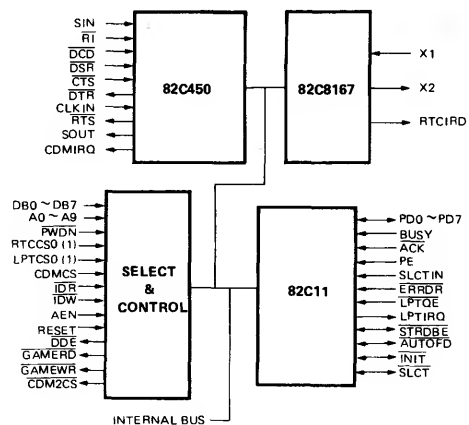 SIN
RI
DCD
DSR
CTS
DTR
CLKIN
RTS
SOUT
CDMIRQ
82C450
82C8167
X1
X2
RTCIRD
DB0 ~ DB7
A0 ~ A9
PWDN
RTCCS0 (1)
LPTCS0 (1)
CDMCS
IDR
IDW
AEN
RESET
DDE
GAMERD
GAMEWR
CDM2CS
SELECT
&
CONTROL
82C11
PD0 ~ PD7
BUSY
ACK
PE
SLCTIN
ERRDR
LPTQE
LPTIRQ
STRDBE
AUTOFD
INIT
SLCT
INTERNAL BUS